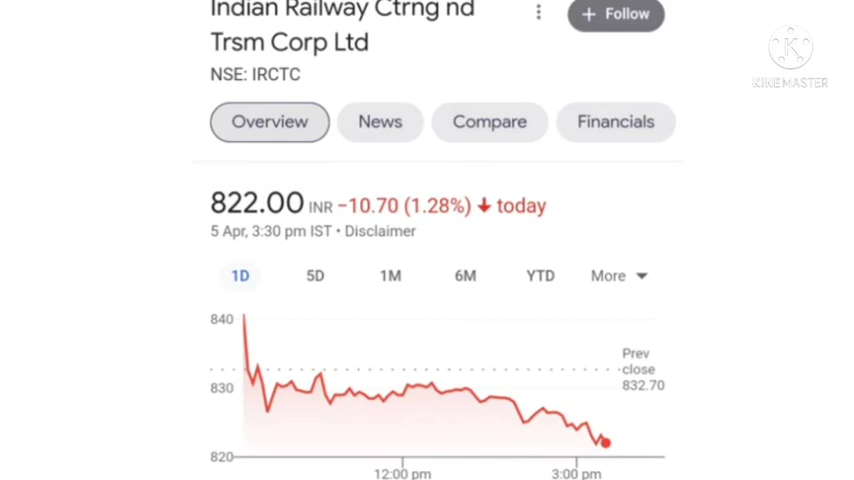 Indian Railway Ctrng nd
Trsm Corp Ltd
+ Follow
KINEMASTER
NSE: IRCTC
Overview News Compare Financials
822.00 INR −10.70 (1.28%) ↓ today
5 Apr, 3:30 pm IST • Disclaimer
1D 5D 1M 6M YTD More
840
830
820
Prev
close
832.70
12:00 pm 3:00 pm